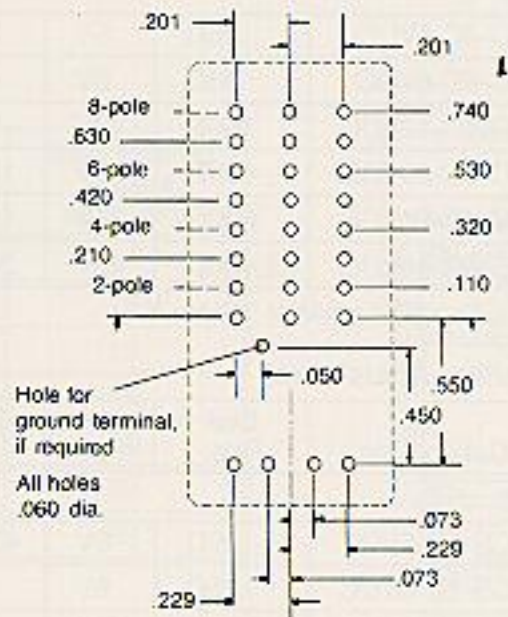 .201
.201
8-pole .740
.630
6-pole .530
.420
4-pole .320
.210
2-pole .110
.050
.550
.450
Hole for
ground terminal,
if required
All holes
.060 dia.
.073
.229
.073
.229